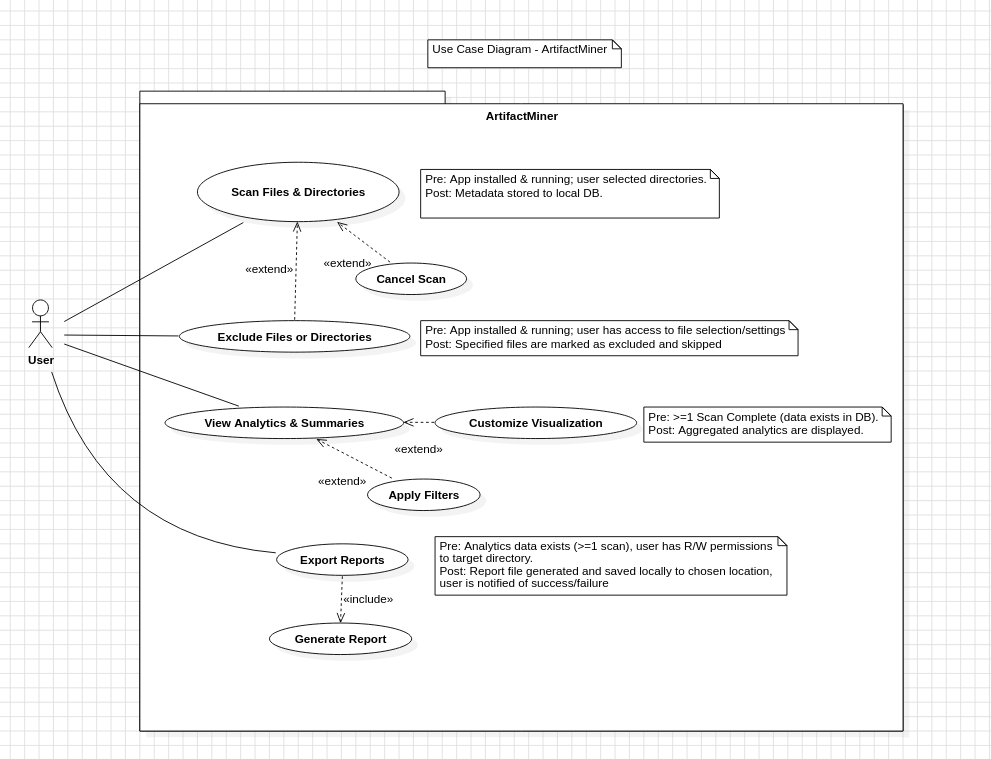 Use Case Diagram - ArtifactMiner
ArtifactMiner
Scan Files & Directories
Pre: App installed & running; user selected directories.
Post: Metadata stored to local DB.
«extend»
«extend»
Cancel Scan
User
Exclude Files or Directories
Pre: App installed & running; user has access to file selection/settings
Post: Specified files are marked as excluded and skipped
View Analytics & Summaries
Customize Visualization
Pre: >=1 Scan Complete (data exists in DB).
Post: Aggregated analytics are displayed.
«extend»
«extend»
Apply Filters
Export Reports
Pre: Analytics data exists (>=1 scan), user has R/W permissions
to target directory.
Post: Report file generated and saved locally to chosen location,
user is notified of success/failure
«include»
Generate Report